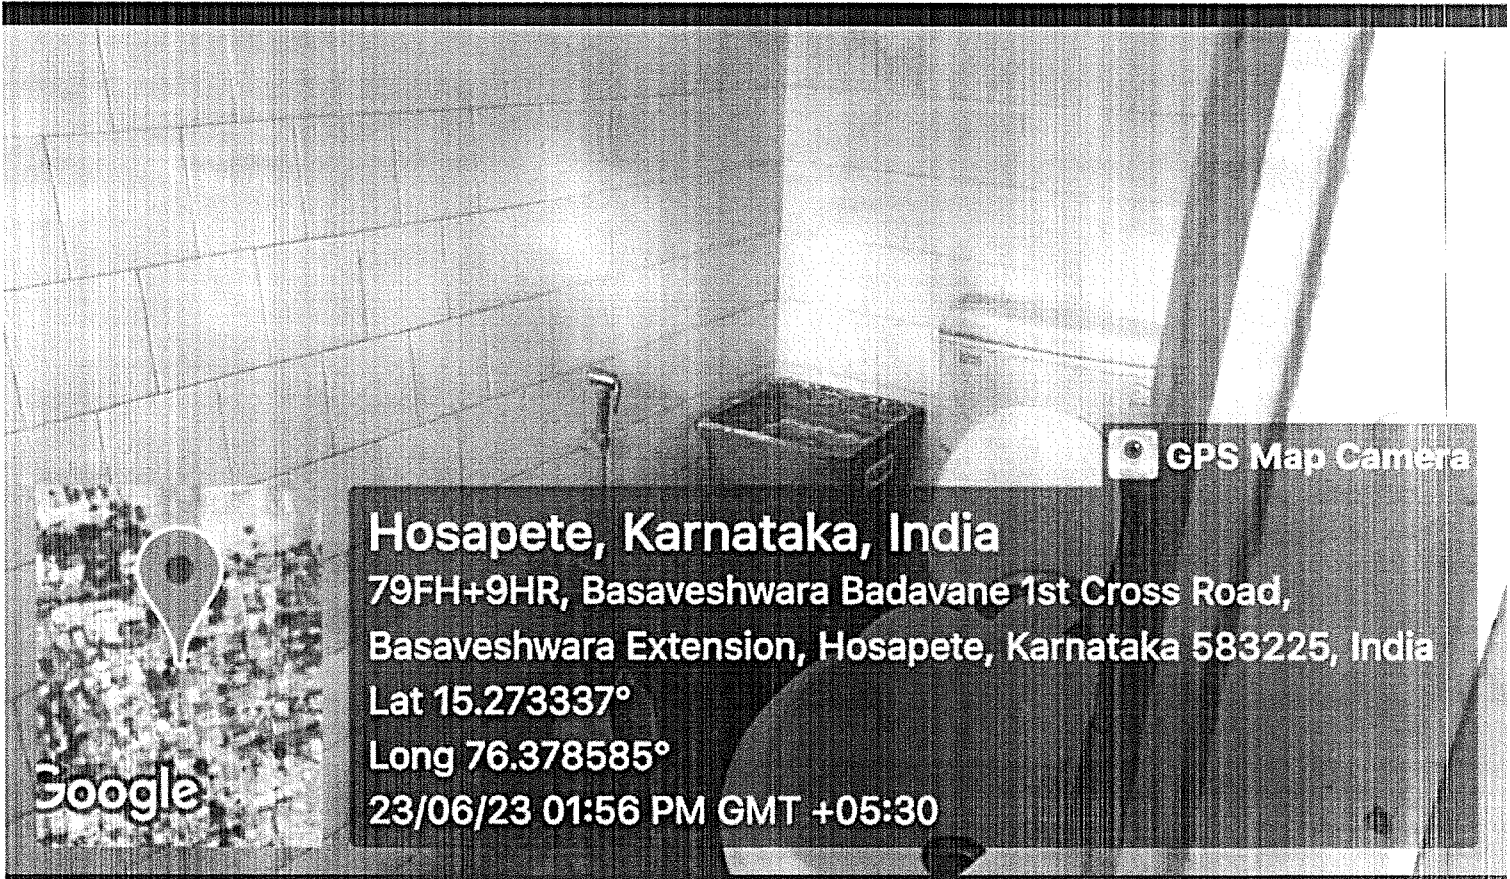 GPS Map Camera
Hosapete, Karnataka, India
79FH+9HR, Basaveshwara Badavane 1st Cross Road,
Basaveshwara Extension, Hosapete, Karnataka 583225, India
Lat 15.273337°
Long 76.378585°
23/06/23 01:56 PM GMT +05:30
Google